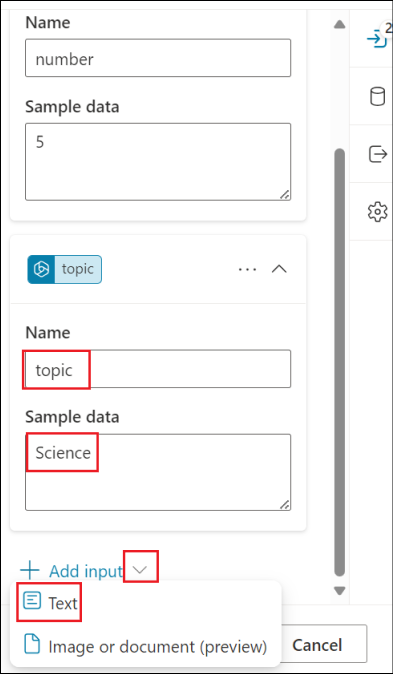 Name
2
number
Sample data
5
topic
Name
topic
Sample data
Science
Add input
Text
Image or document (preview)
Cancel